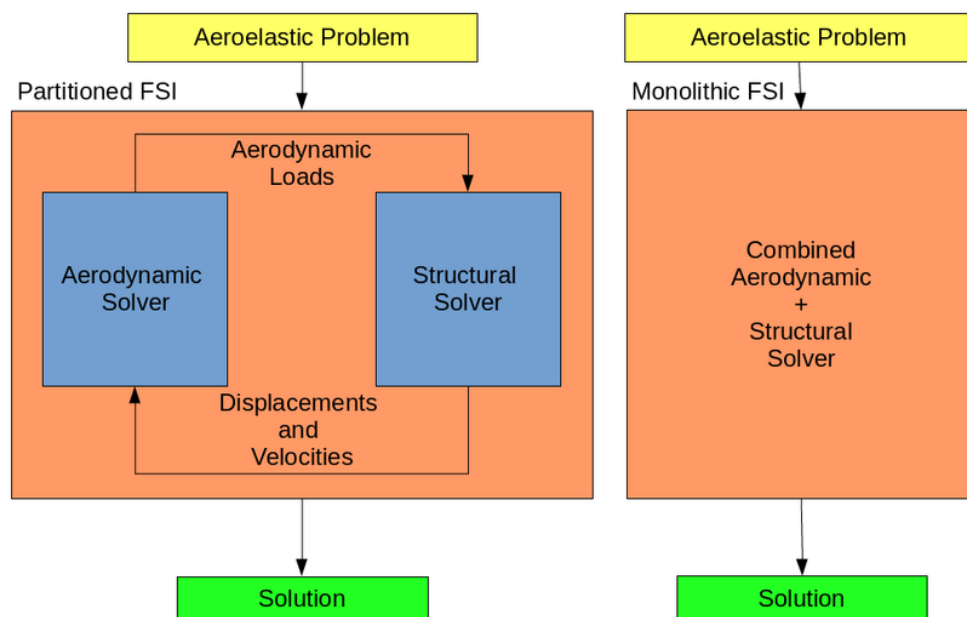 Aeroelastic Problem
Partitioned FSI
Aerodynamic
Loads
Aerodynamic
Solver
Structural
Solver
Displacements
and
Velocities
Solution
Aeroelastic Problem
Monolithic FSI
Combined
Aerodynamic
+
Structural
Solver
Solution